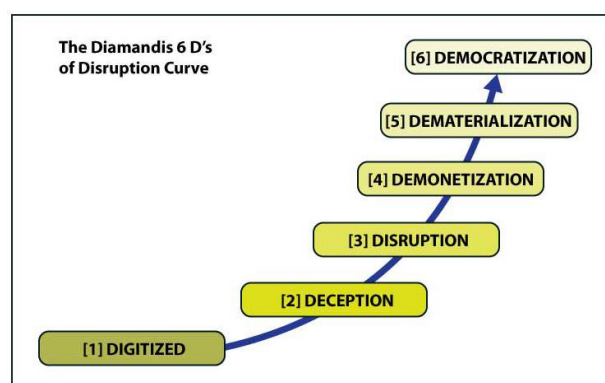 The Diamandis 6 D's
of Disruption Curve
[6] DEMOCRATIZATION
[5] DEMATERIALIZATION
[4] DEMONETIZATION
[3] DISRUPTION
[2] DECEPTION
[1] DIGITIZED